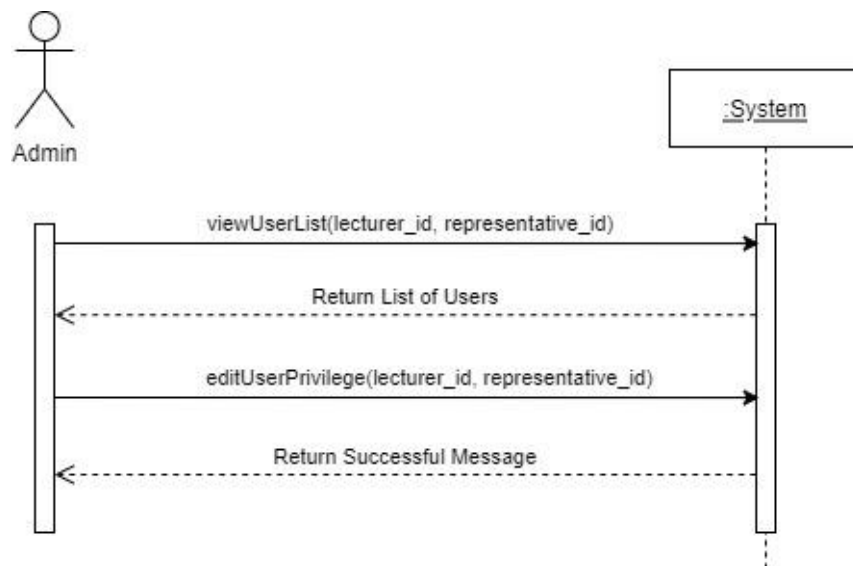 :System
Admin
viewUserList(lecturer_id, representative_id)
Return List of Users
editUserPrivilege(lecturer_id, representative_id)
Return Successful Message